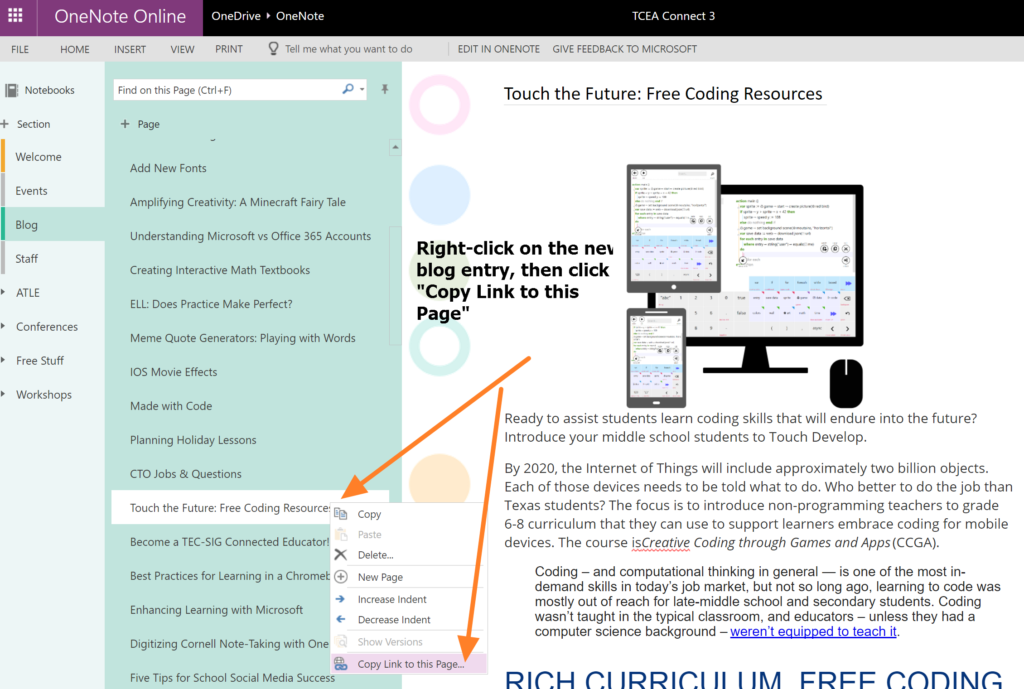 OneNote Online
OneDrive ▸ OneNote
TCEA Connect 3
FILE HOME INSERT VIEW PRINT Tell me what you want to do EDIT IN ONENOTE GIVE FEEDBACK TO MICROSOFT
Notebooks
+ Section
Welcome
Events
Blog
Staff
ATLE
Conferences
Free Stuff
Workshops
Find on this Page (Ctrl+F)
+ Page
Add New Fonts
Amplifying Creativity: A Minecraft Fairy Tale
Understanding Microsoft vs Office 365 Accounts
Creating Interactive Math Textbooks
ELL: Does Practice Make Perfect?
Meme Quote Generators: Playing with Words
IOS Movie Effects
Made with Code
Planning Holiday Lessons
CTO Jobs & Questions
Touch the Future: Free Coding Resources
Become a TEC-SIG Connected Educator!
Best Practices for Learning in a Chromeb
Enhancing Learning with Microsoft
Digitizing Cornell Note-Taking with One
Five Tips for School Social Media Success
Copy
Paste
Delete...
New Page
Increase Indent
Decrease Indent
Show Versions
Copy Link to this Page...
Right-click on the new
blog entry, then click
"Copy Link to this
Page"
Touch the Future: Free Coding Resources
Ready to assist students learn coding skills that will endure into the future?
Introduce your middle school students to Touch Develop.
By 2020, the Internet of Things will include approximately two billion objects.
Each of those devices needs to be told what to do. Who better to do the job than
Texas students? The focus is to introduce non-programming teachers to grade
6-8 curriculum that they can use to support learners embrace coding for mobile
devices. The course isCreative Coding through Games and Apps (CCGA).
Coding – and computational thinking in general — is one of the most in-
demand skills in today's job market, but not so long ago, learning to code was
mostly out of reach for late-middle school and secondary students. Coding
wasn't taught in the typical classroom, and educators – unless they had a
computer science background – weren't equipped to teach it.
RICH CURRICULUM, FREE CODING